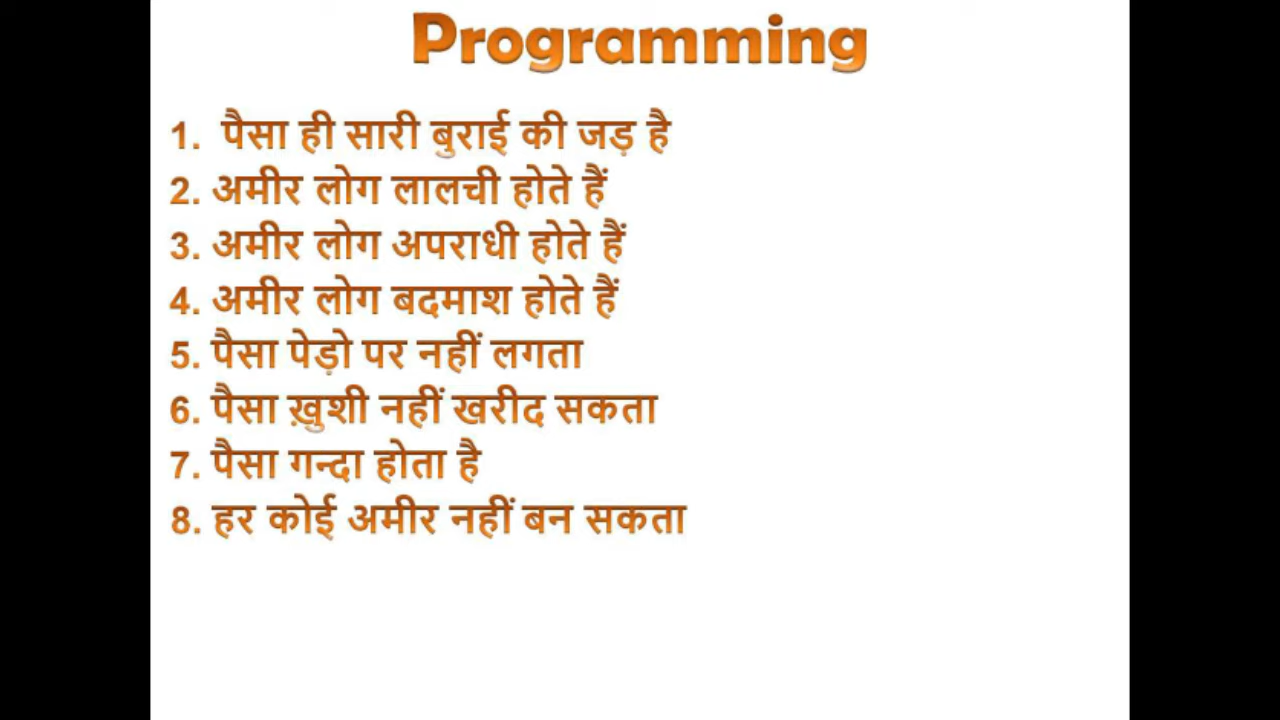 Programming
1. पैसा ही सारी बुराई की जड़ है
2. अमीर लोग लालची होते हैं
3. अमीर लोग अपराधी होते हैं
4. अमीर लोग बदमाश होते हैं
5. पैसा पेड़ो पर नहीं लगता
6. पैसा ख़ुशी नहीं खरीद सकता
7. पैसा गन्दा होता है
8. हर कोई अमीर नहीं बन सकता